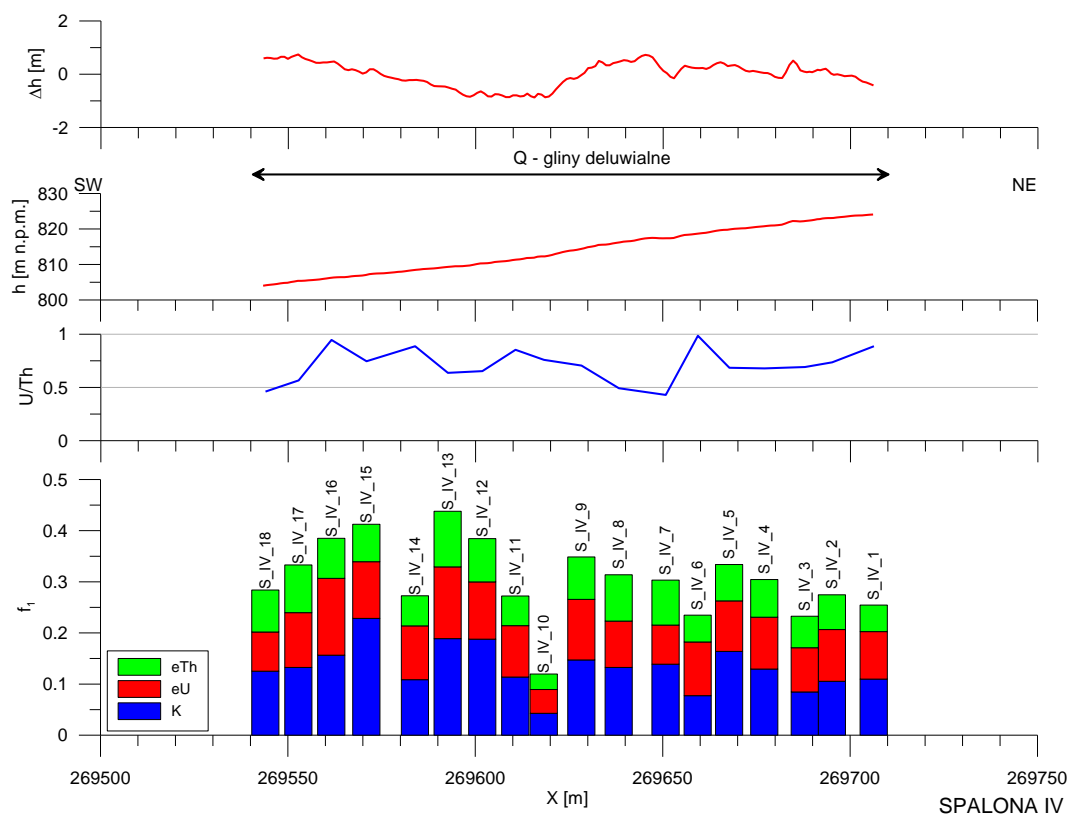 2
0
-2
Δh [m]
Q - gliny deluwialne
SW
NE
830
820
810
800
h [m n.p.m.]
1
0.5
0
U/Th
0.5
0.4
0.3
0.2
0.1
0
f1
S_IV_18
S_IV_17
S_IV_16
S_IV_15
S_IV_14
S_IV_13
S_IV_12
S_IV_11
S_IV_10
S_IV_9
S_IV_8
S_IV_7
S_IV_6
S_IV_5
S_IV_4
S_IV_3
S_IV_2
S_IV_1
eTh
eU
K
269500
269550
269600
269650
269700
269750
X [m]
SPALONA IV